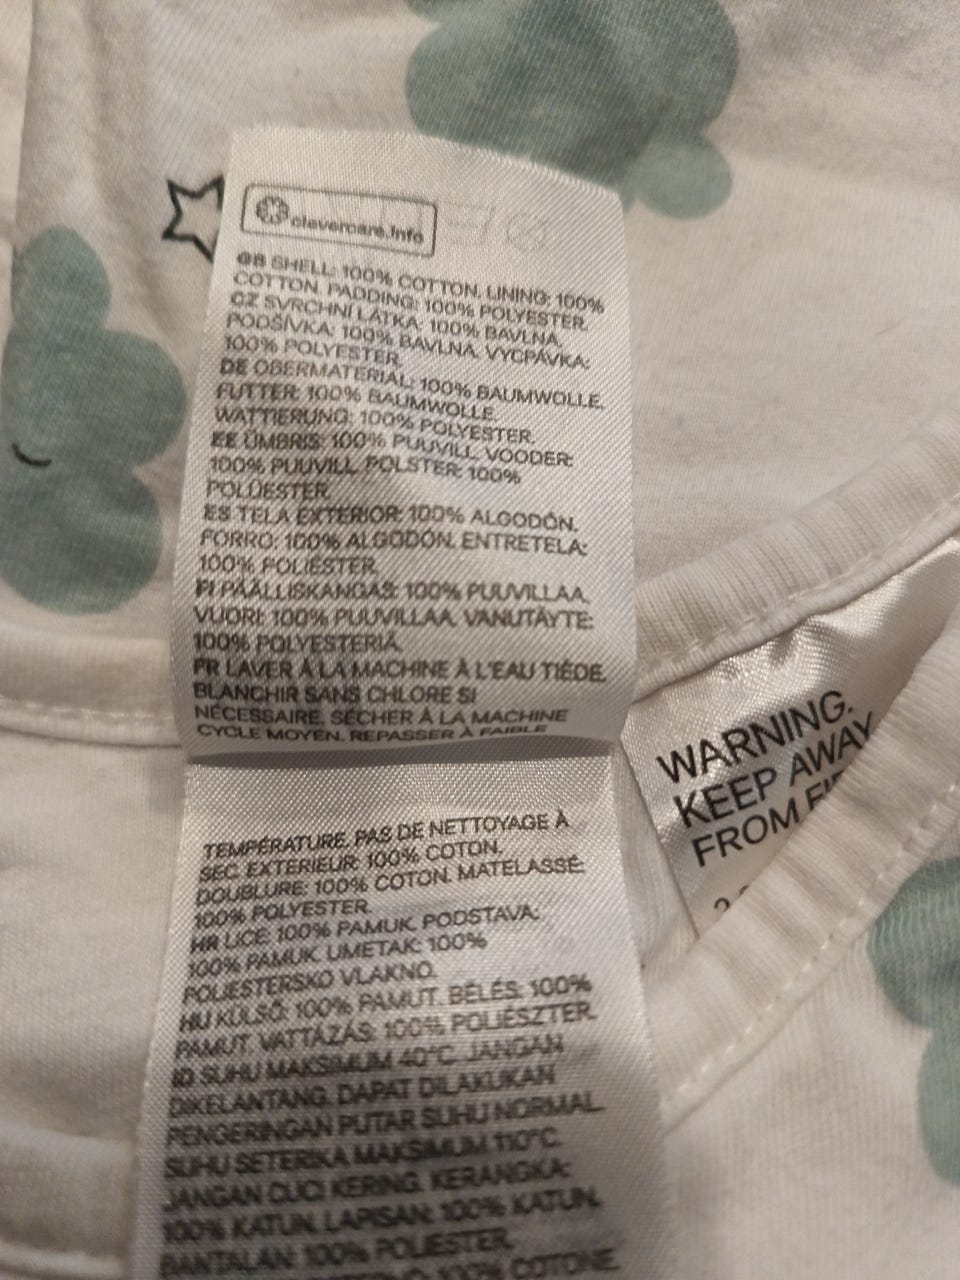 clevercare.info
GB SHELL: 100% COTTON. LINING: 100%
COTTON. PADDING: 100% POLYESTER.
CZ SVRCHNÍ LÁTKA: 100% BAVLNA.
PODŠÍVKA: 100% BAVLNA. VYCPÁVKA:
100% POLYESTER.
DE OBERMATERIAL: 100% BAUMWOLLE.
FUTTER: 100% BAUMWOLLE.
WATTIERUNG: 100% POLYESTER.
EE ÜMBRIS: 100% PUUVILL. VOODER:
100% PUUVILL. POLSTER: 100%
POLÜESTER.
ES TELA EXTERIOR: 100% ALGODÓN.
FORRO: 100% ALGODÓN. ENTRETELA:
100% POLIÉSTER.
FI PÄÄLLISKANGAS: 100% PUUVILLAA.
VUORI: 100% PUUVILLAA. VANUTÄYTE:
100% POLYESTERIÄ.
FR LAVER À LA MACHINE À L'EAU TIÈDE.
BLANCHIR SANS CHLORE SI
NÉCESSAIRE. SÉCHER À LA MACHINE
CYCLE MOYEN. REPASSER À FAIBLE
TEMPÉRATURE. PAS DE NETTOYAGE À
SEC. EXTÉRIEUR: 100% COTON.
DOUBLURE: 100% COTON. MATELASSÉ:
100% POLYESTER.
HR LICE: 100% PAMUK. PODSTAVA:
100% PAMUK. UMETAK: 100%
POLIESTERSKO VLAKNO.
HU KÜLSŐ: 100% PAMUT. BÉLÉS: 100%
PAMUT. VATTÁZÁS: 100% POLIÉSZTER.
ID SUHU MAKSIMUM 40°C. JANGAN
DIKELANTANG. DAPAT DILAKUKAN
PENGERINGAN PUTAR SUHU NORMAL.
SUHU SETERIKA MAKSIMUM 110°C.
JANGAN CUCI KERING. KERANGKA:
100% KATUN. LAPISAN: 100% KATUN.
BANTALAN: 100% POLIESTER.
100% COTONE.
WARNING.
KEEP AWAY
FROM